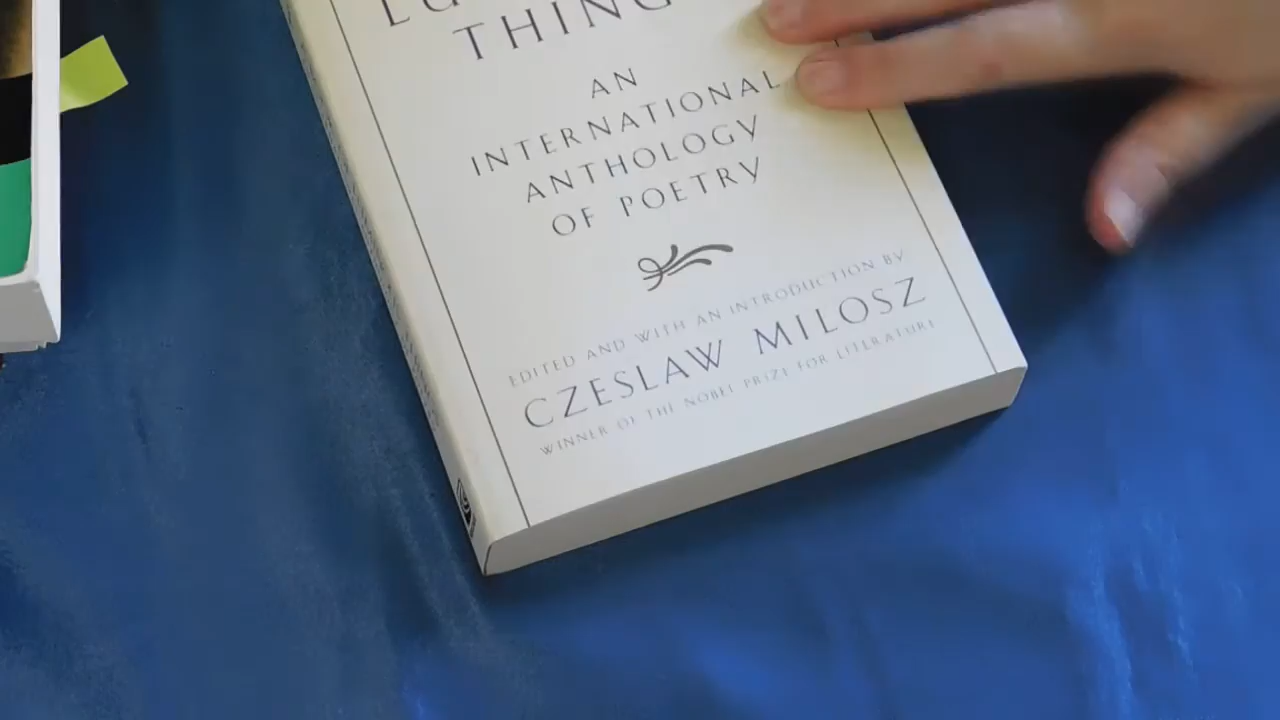 THING
AN
INTERNATIONAL
ANTHOLOGY
OF POETRY
EDITED AND WITH AN INTRODUCTION BY
CZESLAW MILOSZ
WINNER OF THE NOBEL PRIZE FOR LITERATURE